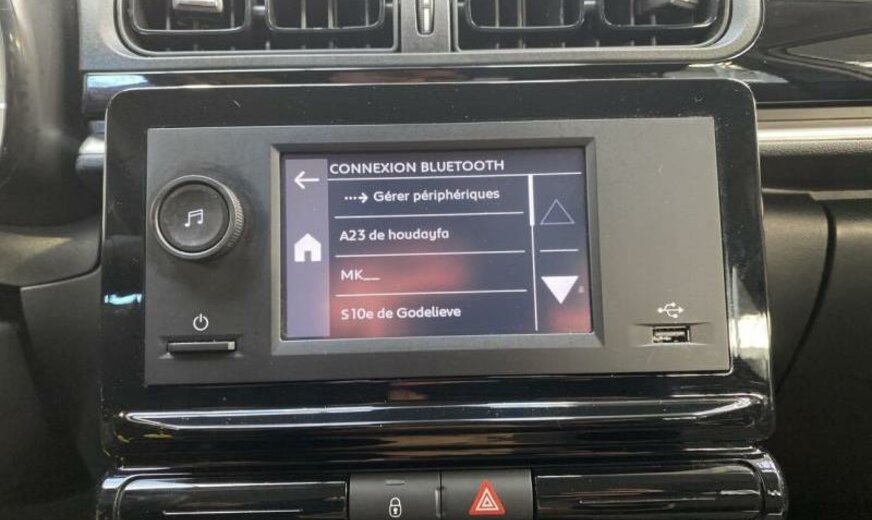 CONNEXION BLUETOOTH
Gérer périphériques
A23 de houdayfa
MK__
S10e de Godelieve